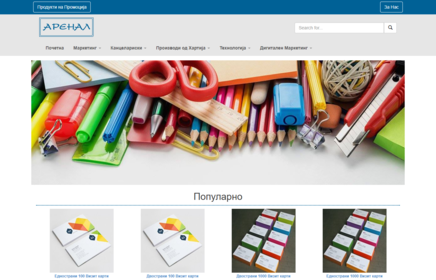 Продукти на Промоција
За Нас
АРЕНАЛ
Search for...
Почетна Маркетинг Канцелариски Производи од Хартија Технологија Дигитален Маркетинг
Популарно
Еднострани 100 Визит карти
Двострани 100 Визит карти
Двострани 1000 Визит карти
Еднострани 1000 Визит карти